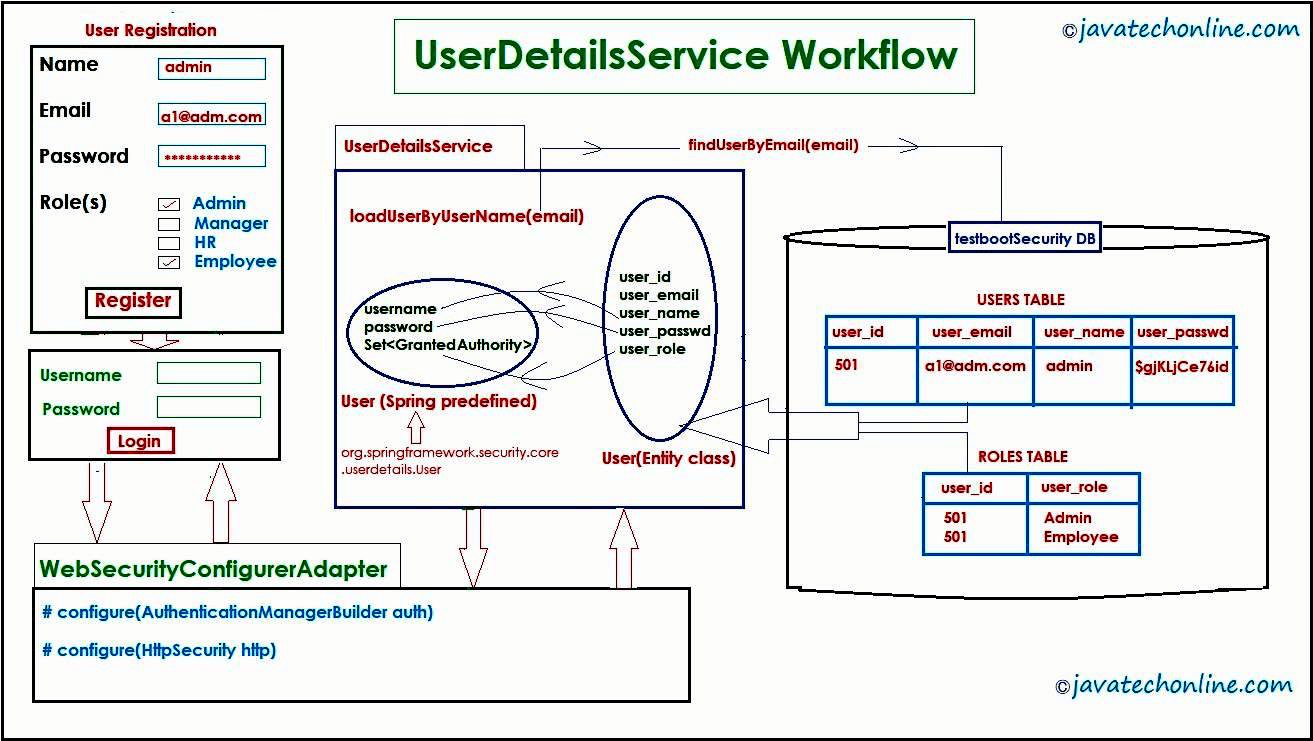 User Registration
©javatechonline.com
UserDetailsService Workflow
Name
admin
Email
a1@adm.com
Password
***********
Role(s)
Admin
Manager
HR
Employee
Register
Username
Password
Login
UserDetailsService
findUserByEmail(email)
loadUserByUserName(email)
user_id
user_email
user_name
user_passwd
user_role
username
password
Set<GrantedAuthority>
User (Spring predefined)
org.springframework.security.core
.userdetails.User
User(Entity class)
testbootSecurity DB
USERS TABLE
user_id user_email user_name user_passwd
501 a1@adm.com admin $gjKLjCe76id
ROLES TABLE
user_id user_role
501 Admin
501 Employee
WebSecurityConfigurerAdapter
# configure(AuthenticationManagerBuilder auth)
# configure(HttpSecurity http)
©javatechonline.com